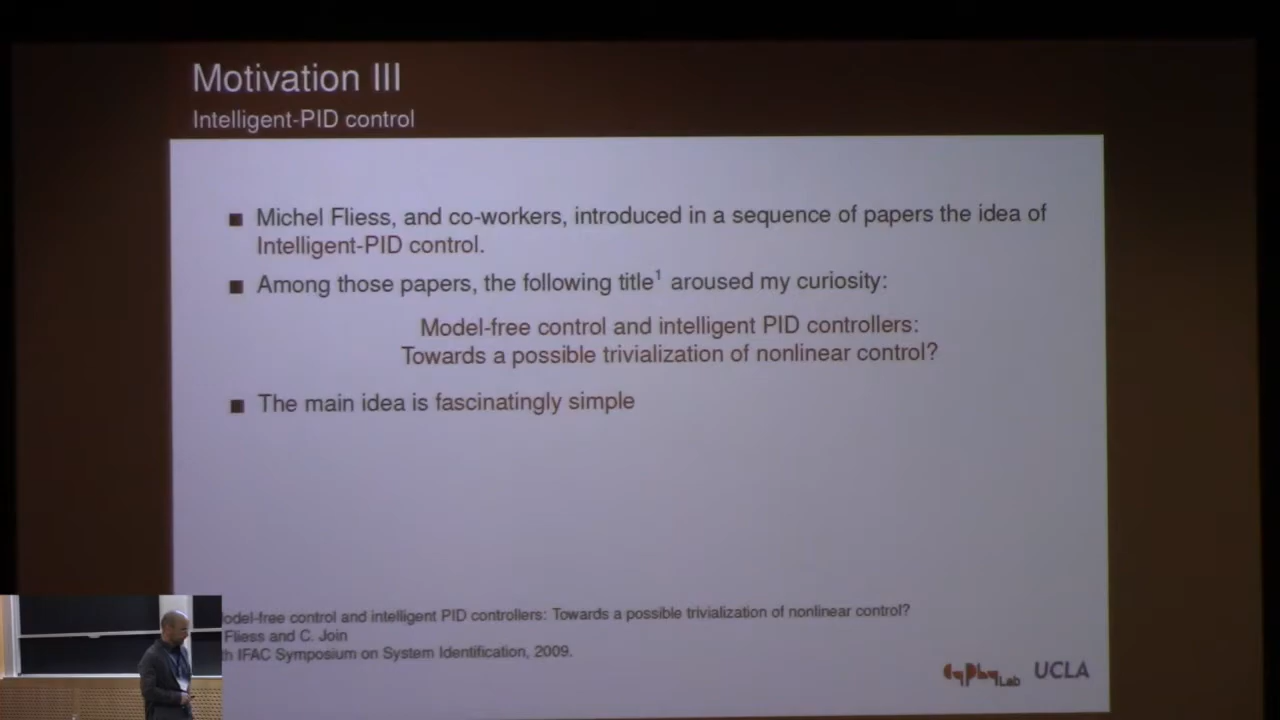 Motivation III
Intelligent-PID control
Michel Fliess, and co-workers, introduced in a sequence of papers the idea of
Intelligent-PID control.
Among those papers, the following title¹ aroused my curiosity:
Model-free control and intelligent PID controllers:
Towards a possible trivialization of nonlinear control?
The main idea is fascinatingly simple
odel-free control and intelligent PID controllers: Towards a possible trivialization of nonlinear control?
Fliess and C. Join
th IFAC Symposium on System Identification, 2009.
CyPhyLab UCLA